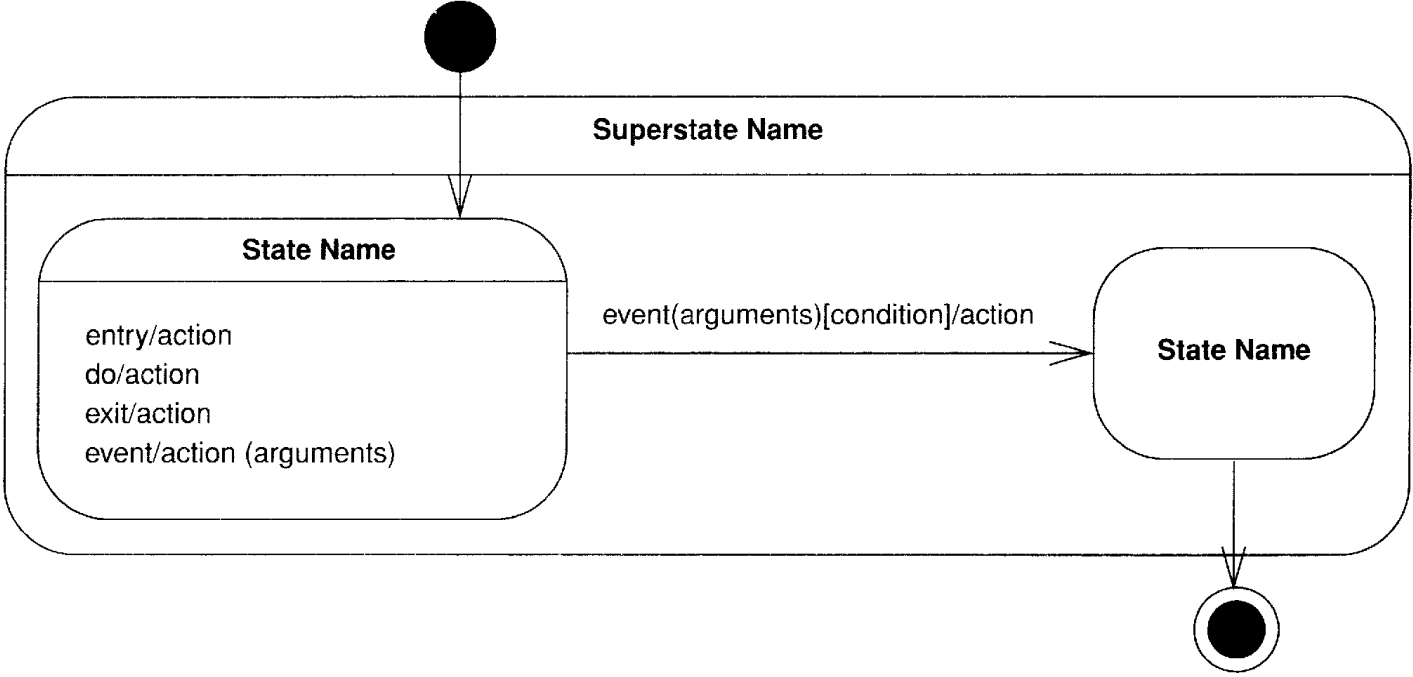 Superstate Name
State Name
entry/action
do/action
exit/action
event/action (arguments)
event(arguments)[condition]/action
State Name